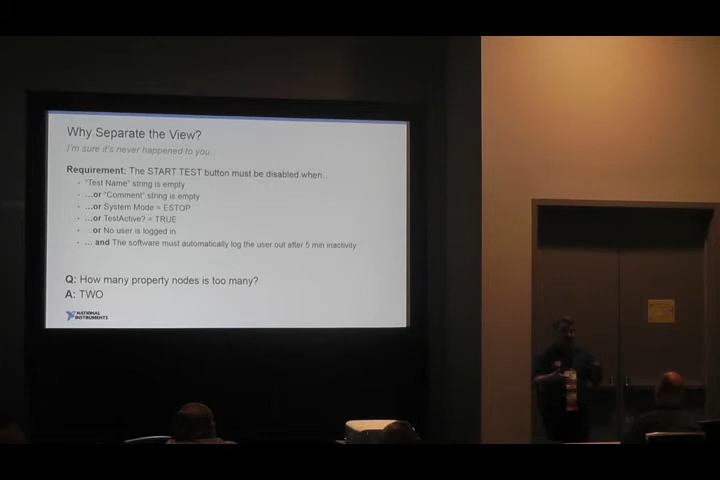 Why Separate the View?
I'm sure it's never happened to you..
Requirement: The START TEST button must be disabled when..
- "Test Name" string is empty
- ...or "Comment" string is empty
- ...or System Mode = ESTOP
- ...or TestActive? = TRUE
- or No user is logged in
- ... and The software must automatically log the user out after 5 min inactivity
Q: How many property nodes is too many?
A: TWO
NATIONAL
INSTRUMENTS